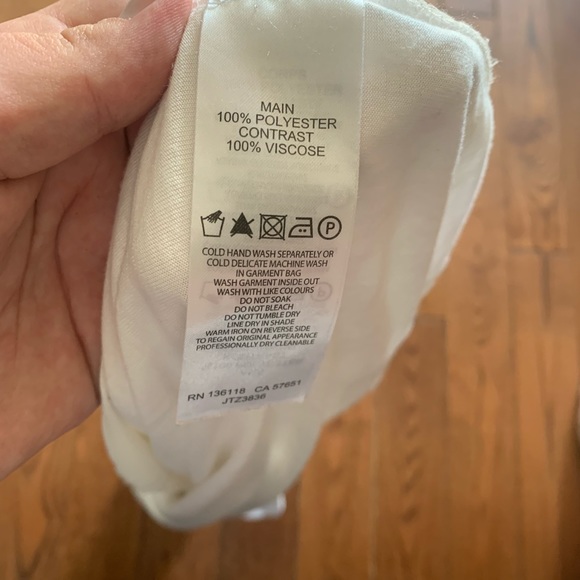 MAIN
100% POLYESTER
CONTRAST
100% VISCOSE
P
COLD HAND WASH SEPARATELY OR
COLD DELICATE MACHINE WASH
IN GARMENT BAG
WASH GARMENT INSIDE OUT
WASH WITH LIKE COLOURS
DO NOT SOAK
DO NOT BLEACH
DO NOT TUMBLE DRY
LINE DRY IN SHADE
WARM IRON ON REVERSE SIDE
TO REGAIN ORIGINAL APPEARANCE
PROFESSIONALLY DRY CLEANABLE
RN 136118 CA 57651
JTZ3836